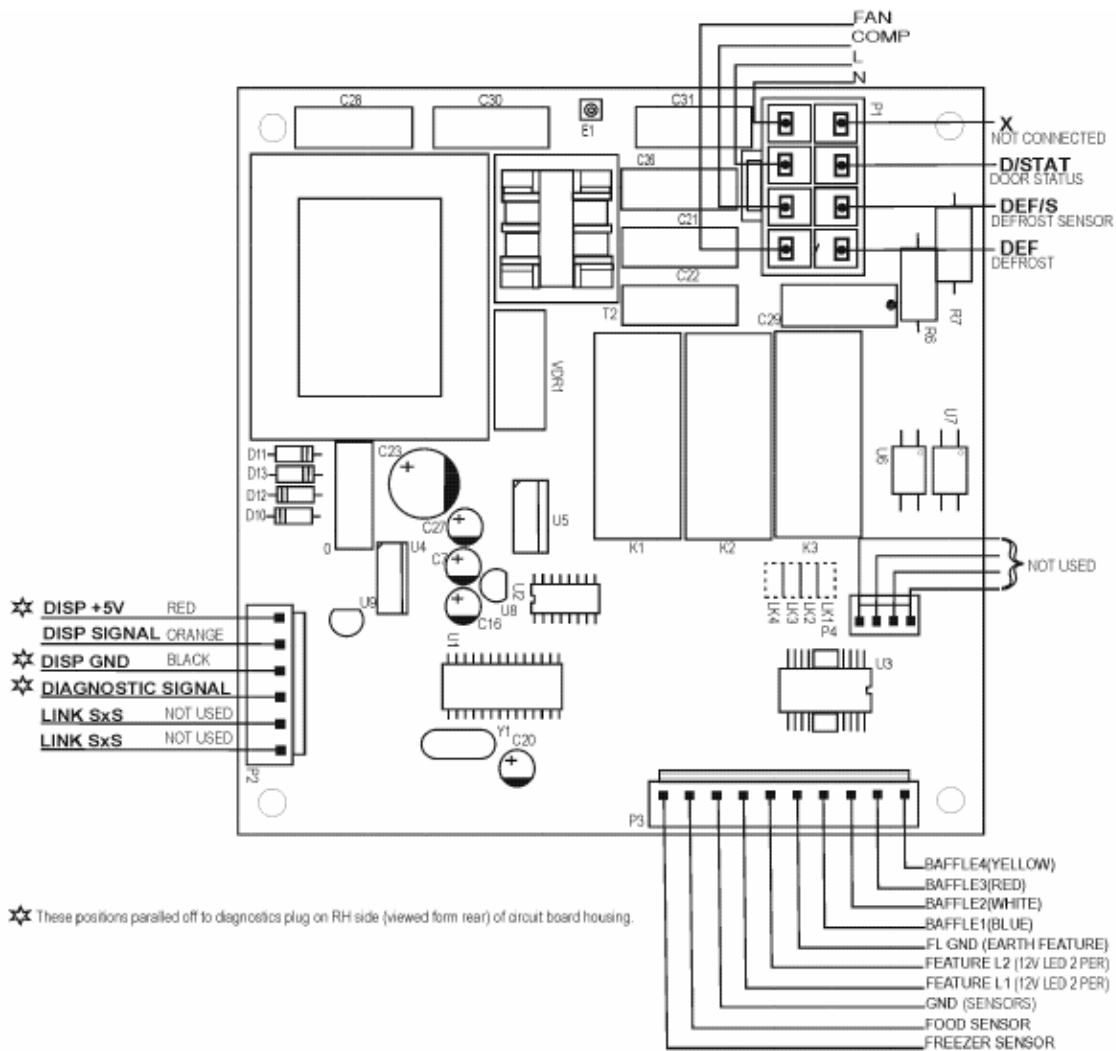 FAN
COMP
L
N
C28
C30
E1
C31
P1
X
NOT CONNECTED
D/STAT
DOOR STATUS
DEF/S
DEFROST SENSOR
DEF
DEFROST
C26
C21
C22
T2
C29
R6
R7
VDR1
D11
D13
D12
D10
0
C23
C27
C7
C16
U4
U9
U5
U8
U2
K1
K2
K3
U6
U7
NOT USED
LK4
LK3
LK2
LK1
P4
U1
U3
Y1
C20
DISP +5V RED
DISP SIGNAL ORANGE
DISP GND BLACK
DIAGNOSTIC SIGNAL
LINK SxS NOT USED
LINK SxS NOT USED
P2
P3
BAFFLE4(YELLOW)
BAFFLE3(RED)
BAFFLE2(WHITE)
BAFFLE1(BLUE)
FL GND (EARTH FEATURE)
FEATURE L2 (12V LED 2 PER)
FEATURE L1 (12V LED 2 PER)
GND (SENSORS)
FOOD SENSOR
FREEZER SENSOR
These positions paralled off to diagnostics plug on RH side (viewed form rear) of circuit board housing.